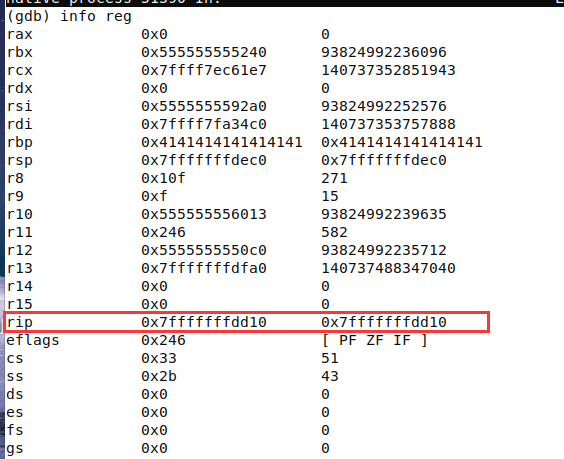 native process 51590 In:
(gdb) info reg
rax 0x0 0
rbx 0x555555555240 93824992236096
rcx 0x7ffff7ec61e7 140737352851943
rdx 0x0 0
rsi 0x5555555592a0 93824992252576
rdi 0x7ffff7fa34c0 140737353757888
rbp 0x4141414141414141 0x4141414141414141
rsp 0x7fffffffdec0 0x7fffffffdec0
r8 0x10f 271
r9 0xf 15
r10 0x555555556013 93824992239635
r11 0x246 582
r12 0x5555555550c0 93824992235712
r13 0x7fffffffdfa0 140737488347040
r14 0x0 0
r15 0x0 0
rip 0x7fffffffdd10 0x7fffffffdd10
eflags 0x246 [ PF ZF IF ]
cs 0x33 51
ss 0x2b 43
ds 0x0 0
es 0x0 0
fs 0x0 0
gs 0x0 0